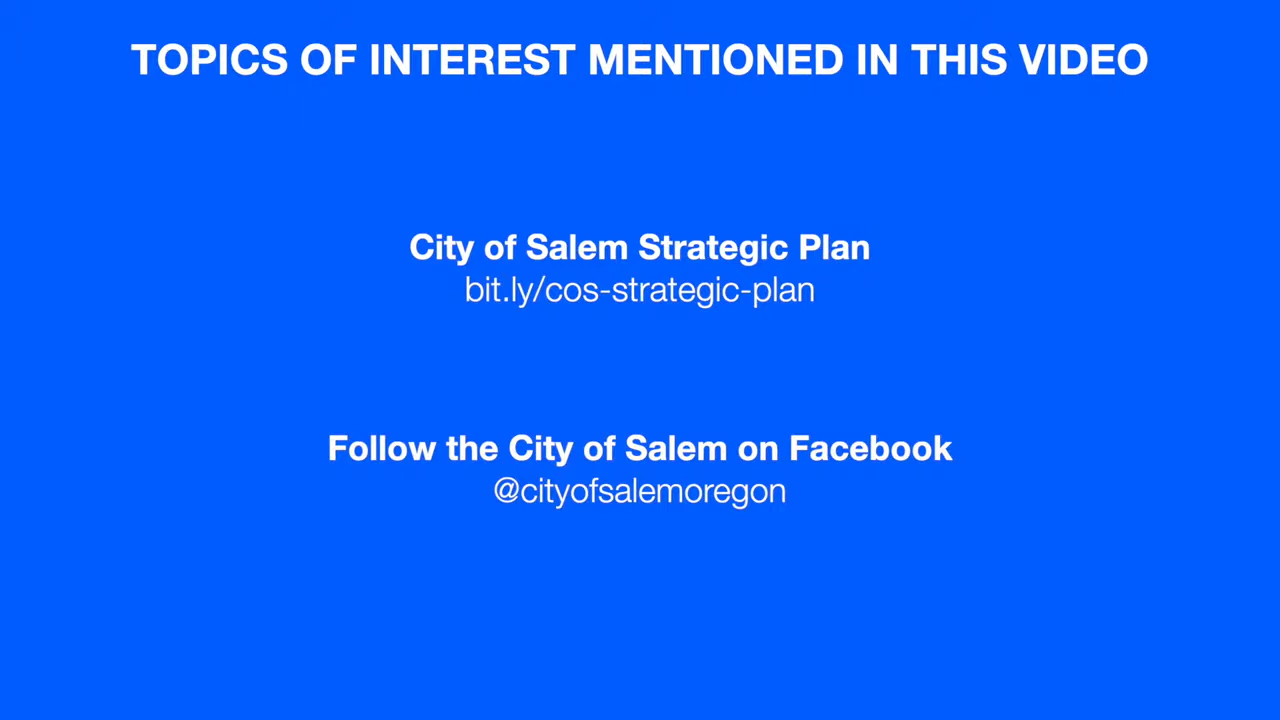 TOPICS OF INTEREST MENTIONED IN THIS VIDEO
City of Salem Strategic Plan
bit.ly/cos-strategic-plan
Follow the City of Salem on Facebook
@cityofsalemoregon